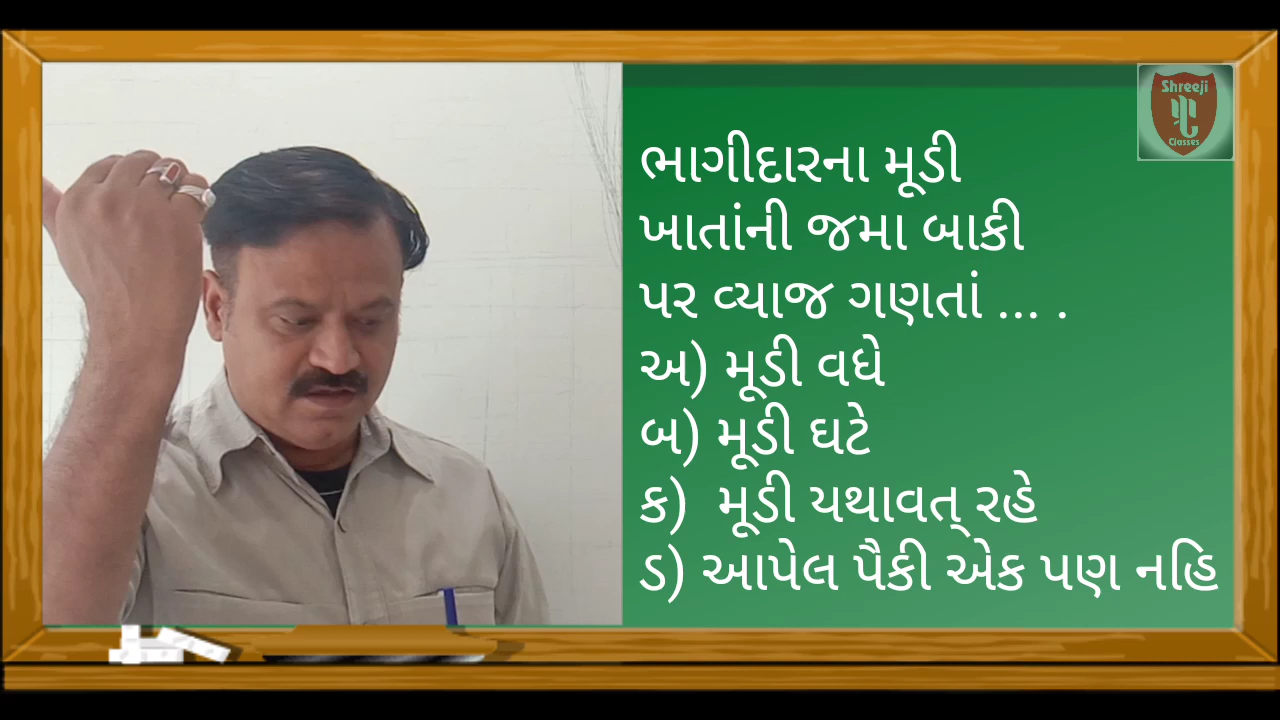 Shreeji
Classes
ભાગીદારના મૂડી
ખાતાંની જમા બાકી
પર વ્યાજ ગણતાં ... .
અ) મૂડી વધે
બ) મૂડી ઘટે
ક) મૂડી યથાવત્ રહે
ડ) આપેલ પૈકી એક પણ નહિ